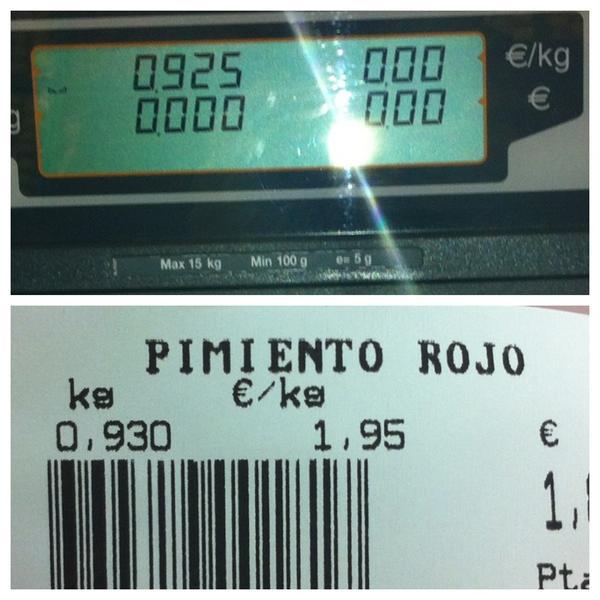 0.925 0.00 €/kg
0.000 0.00 €
Max 15 kg Min 100 g e= 5 g
PIMIENTO ROJO
kg €/kg
0,930 1,95 €